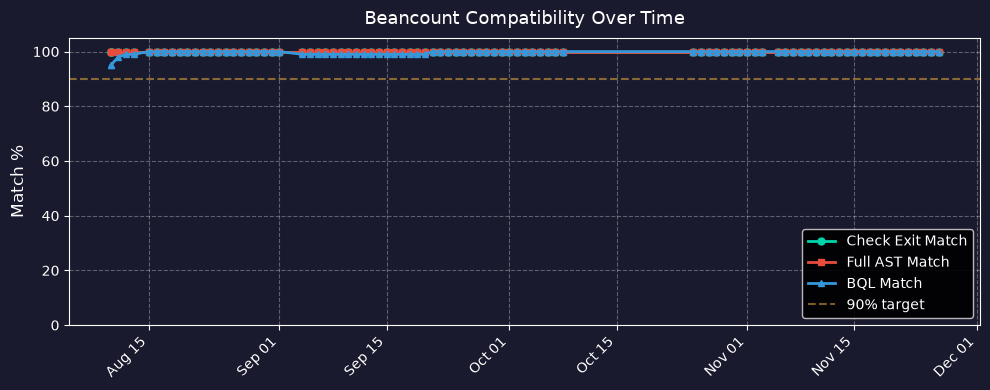 Beancount Compatibility Over Time
Match %
100
80
60
40
20
0
Check Exit Match
Full AST Match
BQL Match
90% target
Aug 15
Sep 01
Sep 15
Oct 01
Oct 15
Nov 01
Nov 15
Dec 01